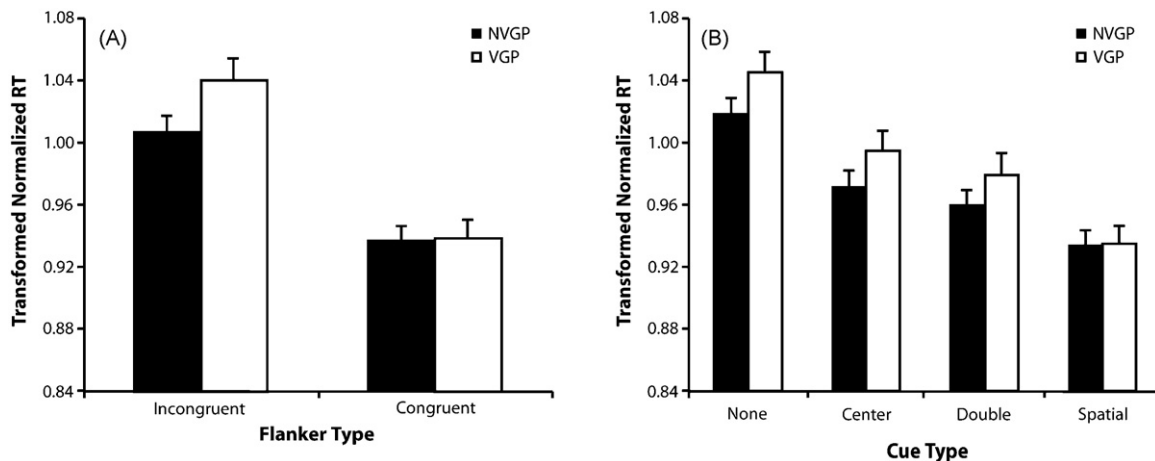 (A)
NVGP
VGP
Transformed Normalized RT
1.08
1.04
1.00
0.96
0.92
0.88
0.84
Incongruent Congruent
Flanker Type
(B)
NVGP
VGP
Transformed Normalized RT
1.08
1.04
1.00
0.96
0.92
0.88
0.84
None Center Double Spatial
Cue Type